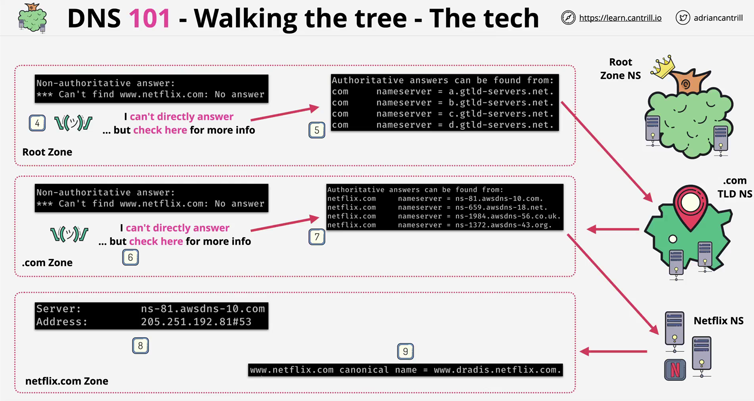 DNS 101 - Walking the tree - The tech
https://learn.cantrill.io
adriancantrill
Root
Zone NS
Non-authoritative answer:
*** Can't find www.netflix.com: No answer
4
¯\_(ツ)_/¯
I can't directly answer
... but check here for more info
5
Authoritative answers can be found from:
com nameserver = a.gtld-servers.net.
com nameserver = b.gtld-servers.net.
com nameserver = c.gtld-servers.net.
com nameserver = d.gtld-servers.net.
Root Zone
.com
TLD NS
Non-authoritative answer:
*** Can't find www.netflix.com: No answer
¯\_(ツ)_/¯
I can't directly answer
... but check here for more info
6
7
Authoritative answers can be found from:
netflix.com nameserver = ns-81.awsdns-10.com.
netflix.com nameserver = ns-659.awsdns-18.net.
netflix.com nameserver = ns-1984.awsdns-56.co.uk.
netflix.com nameserver = ns-1372.awsdns-43.org.
.com Zone
Server: ns-81.awsdns-10.com
Address: 205.251.192.81#53
8
9
www.netflix.com canonical name = www.dradis.netflix.com.
netflix.com Zone
Netflix NS
N